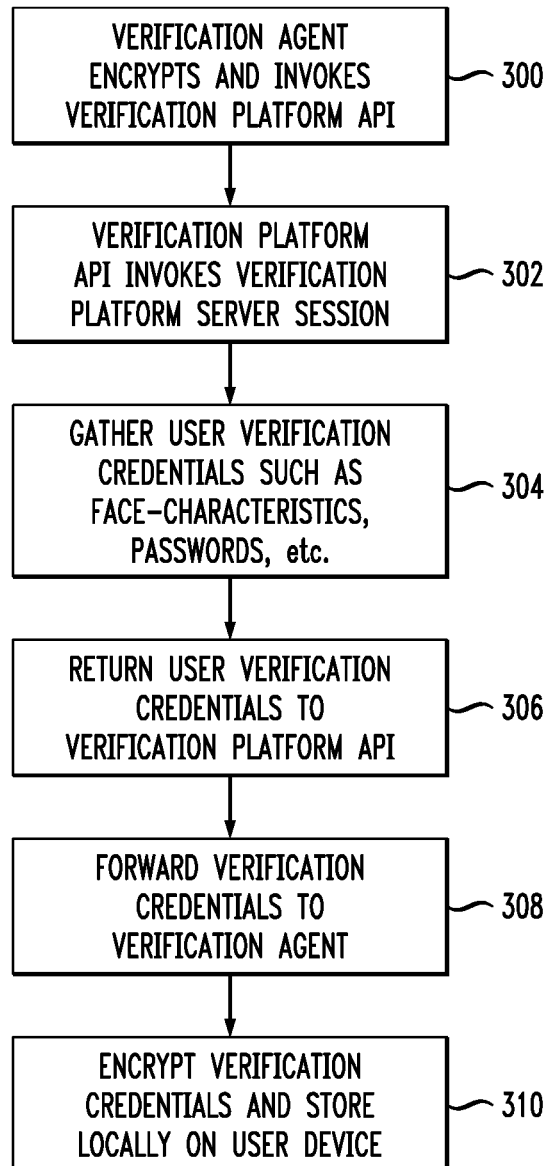 VERIFICATION AGENT
ENCRYPTS AND INVOKES
VERIFICATION PLATFORM API
300
VERIFICATION PLATFORM
API INVOKES VERIFICATION
PLATFORM SERVER SESSION
302
GATHER USER VERIFICATION
CREDENTIALS SUCH AS
FACE-CHARACTERISTICS,
PASSWORDS, etc.
304
RETURN USER VERIFICATION
CREDENTIALS TO
VERIFICATION PLATFORM API
306
FORWARD VERIFICATION
CREDENTIALS TO
VERIFICATION AGENT
308
ENCRYPT VERIFICATION
CREDENTIALS AND STORE
LOCALLY ON USER DEVICE
310